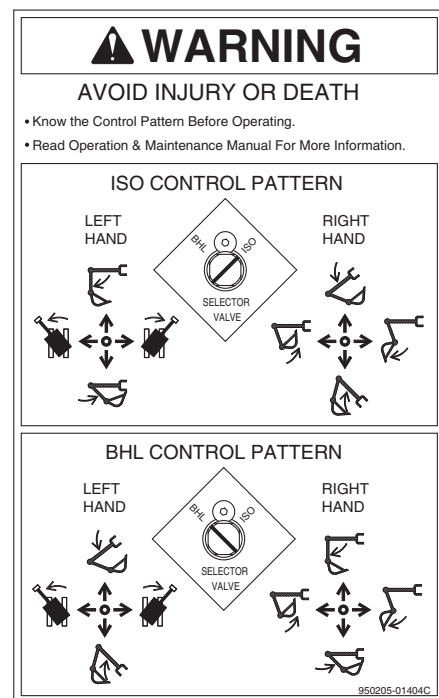 WARNING
AVOID INJURY OR DEATH
• Know the Control Pattern Before Operating.
• Read Operation & Maintenance Manual For More Information.
ISO CONTROL PATTERN
LEFT
HAND
BHL
ISO
SELECTOR
VALVE
RIGHT
HAND
BHL CONTROL PATTERN
LEFT
HAND
BHL
ISO
SELECTOR
VALVE
RIGHT
HAND
950205-01404C